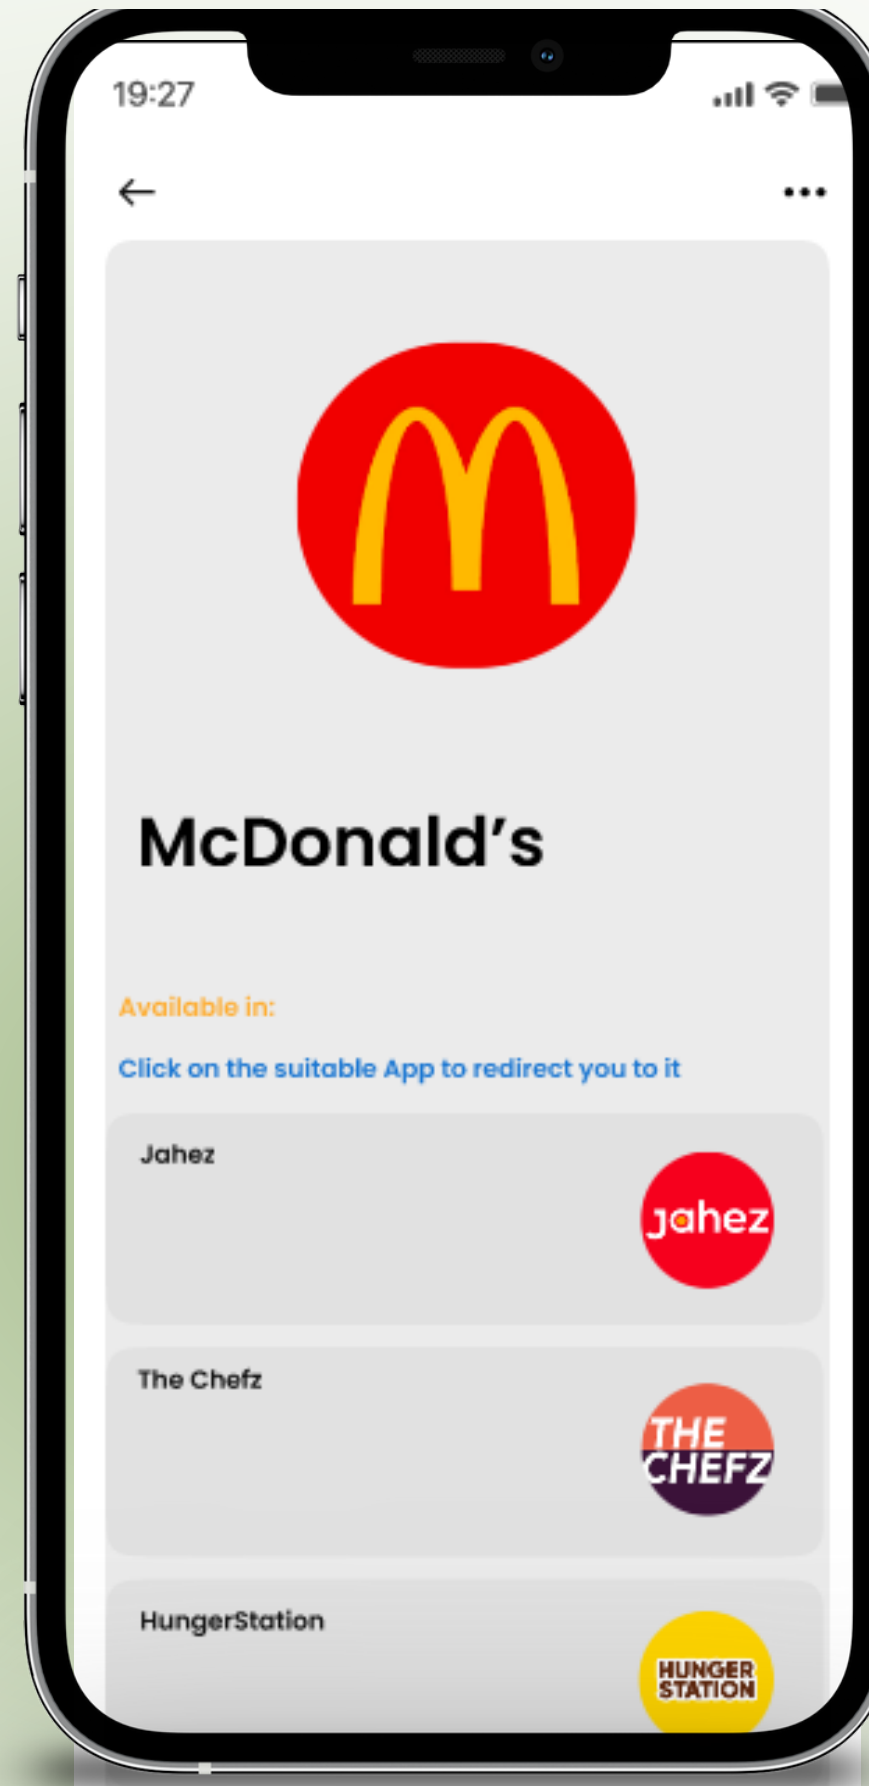 19:27
McDonald's
Available in:
Click on the suitable App to redirect you to it
Jahez
jahez
The Chefz
THE
CHEFZ
HungerStation
HUNGER
STATION